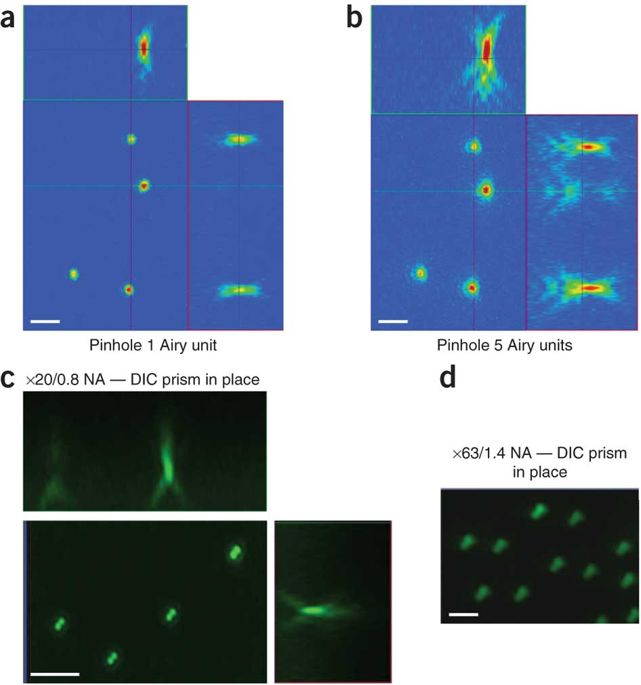 a
b
Pinhole 1 Airy unit
Pinhole 5 Airy units
c
×20/0.8 NA — DIC prism in place
d
×63/1.4 NA — DIC prism
in place